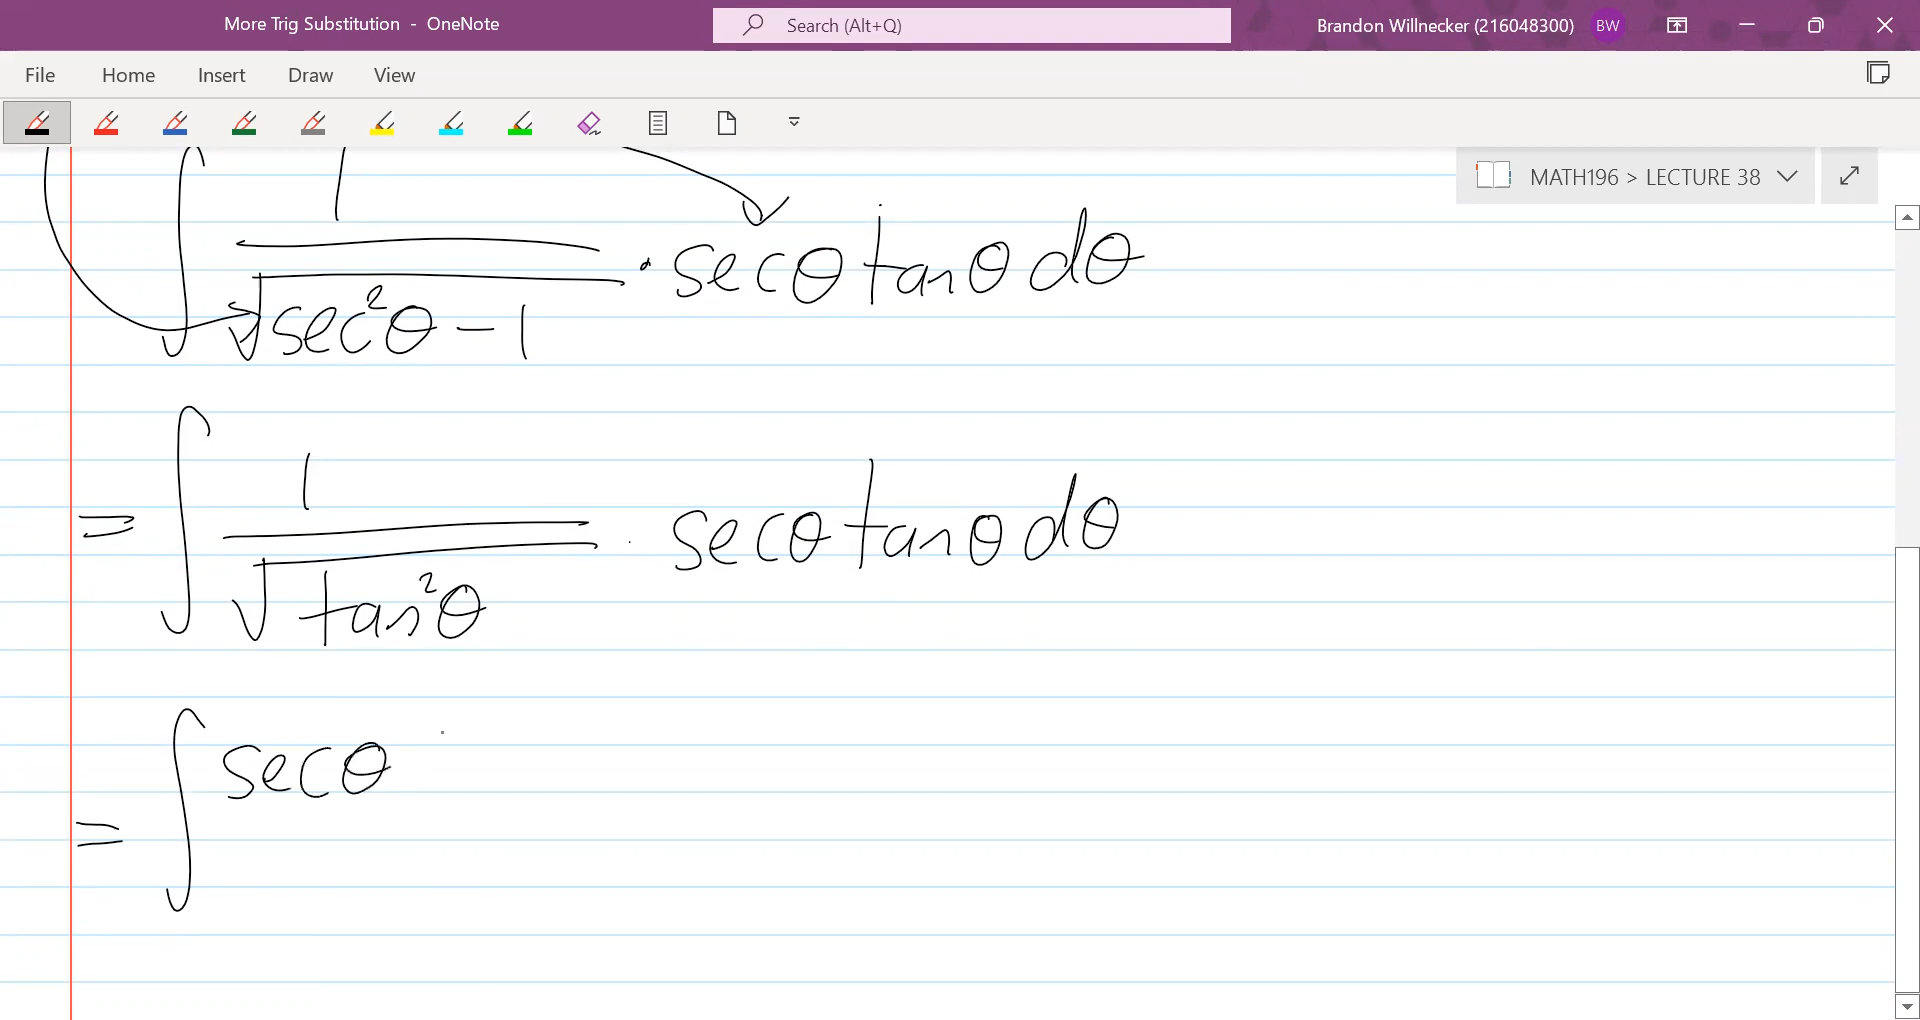 More Trig Substitution - OneNote
Search (Alt+Q)
Brandon Willnecker (216048300)
BW
File Home Insert Draw View
MATH196 > LECTURE 38
∫ 1/√(sec²θ − 1) · secθ tanθ dθ
= ∫ 1/√(tan²θ) · secθ tanθ dθ
= ∫ secθ